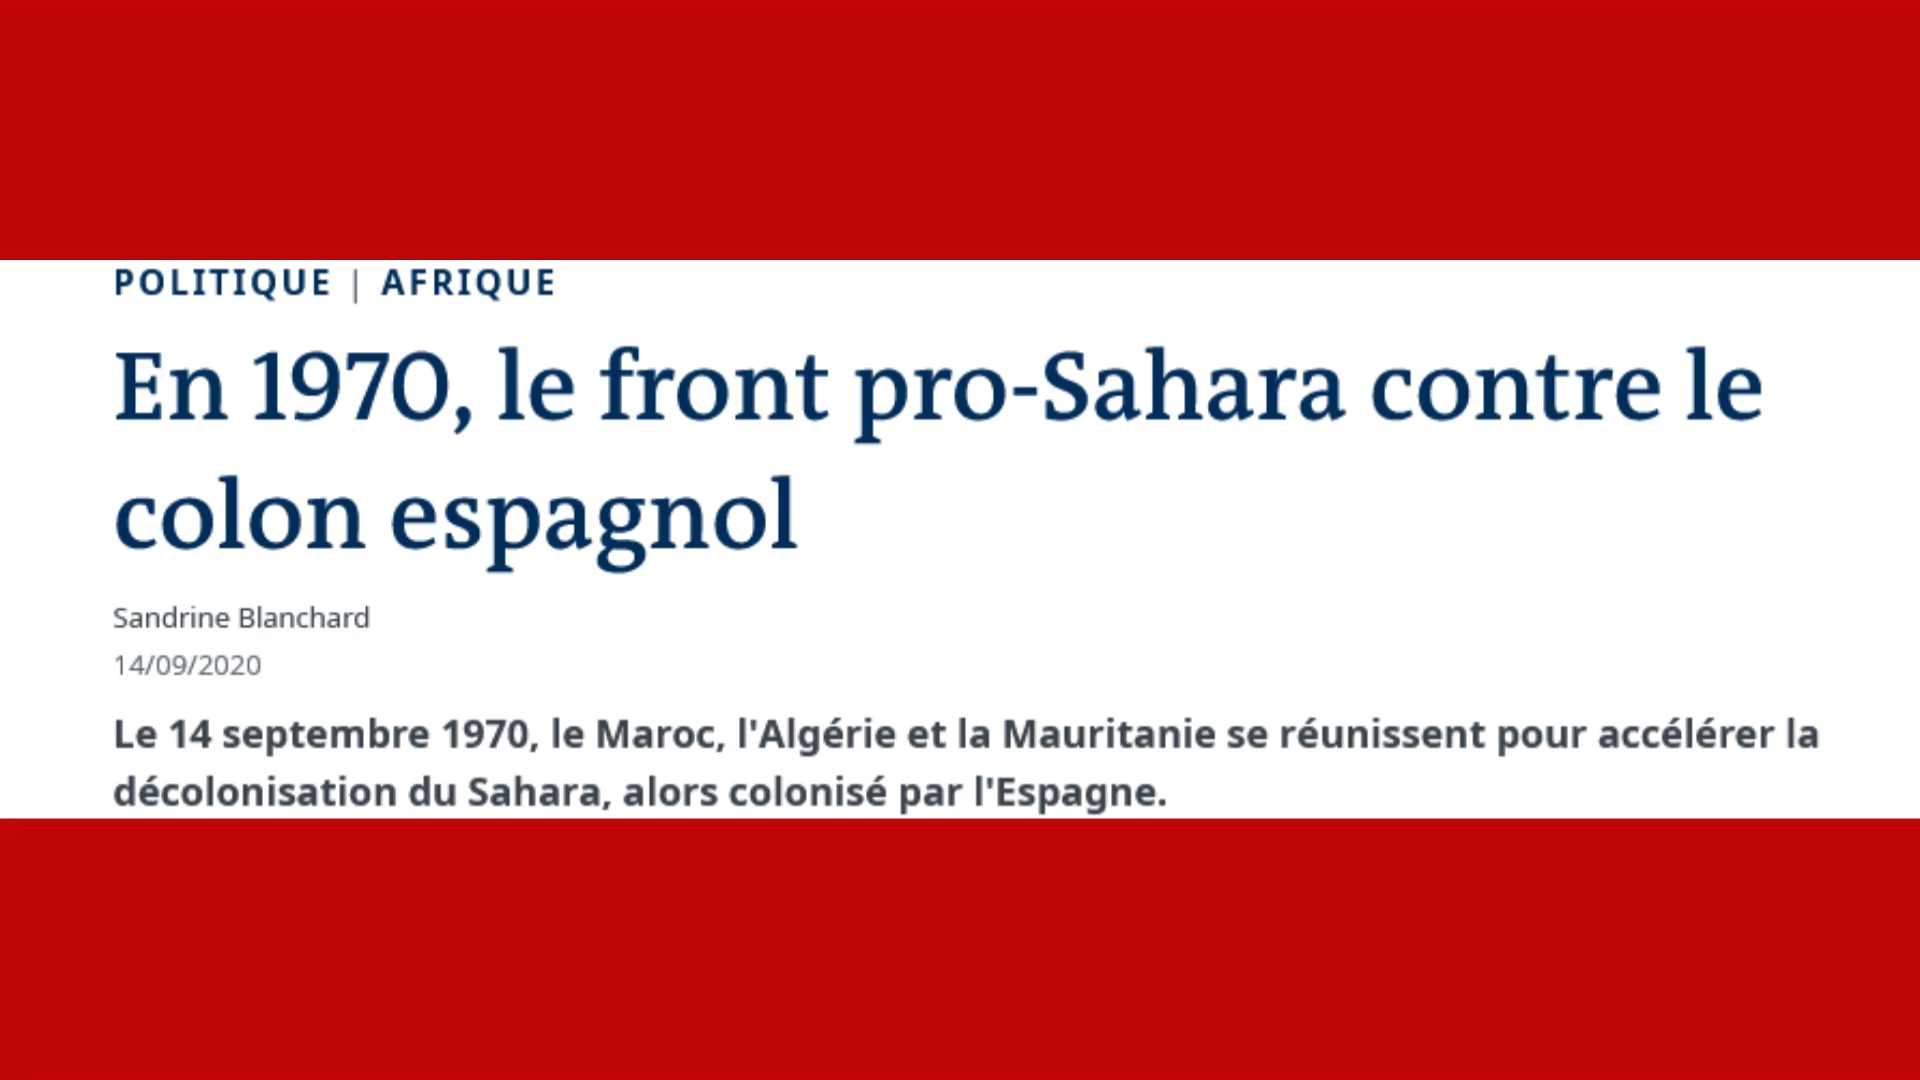 POLITIQUE | AFRIQUE
En 1970, le front pro-Sahara contre le
colon espagnol
Sandrine Blanchard
14/09/2020
Le 14 septembre 1970, le Maroc, l'Algérie et la Mauritanie se réunissent pour accélérer la
décolonisation du Sahara, alors colonisé par l'Espagne.